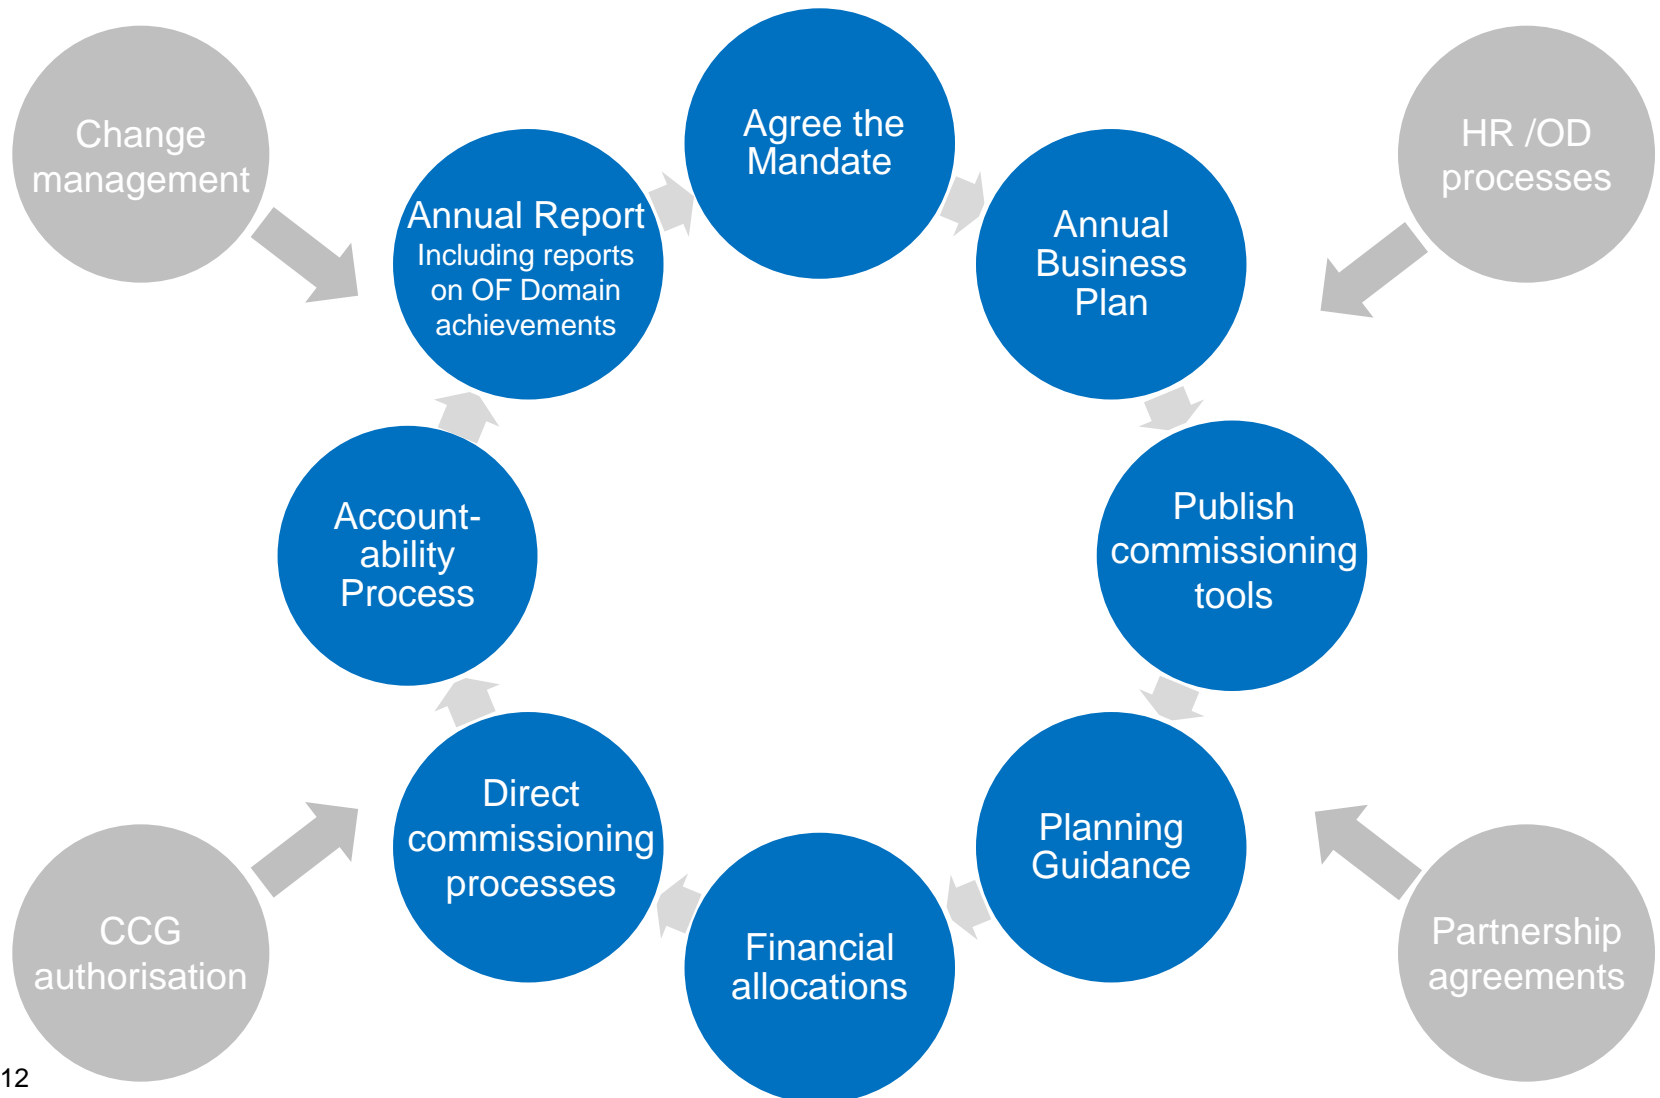 Change
management
Agree the
Mandate
HR /OD
processes
Annual Report
Including reports
on OF Domain
achievements
Annual
Business
Plan
Account-
ability
Process
Publish
commissioning
tools
Direct
commissioning
processes
Planning
Guidance
CCG
authorisation
Financial
allocations
Partnership
agreements
12